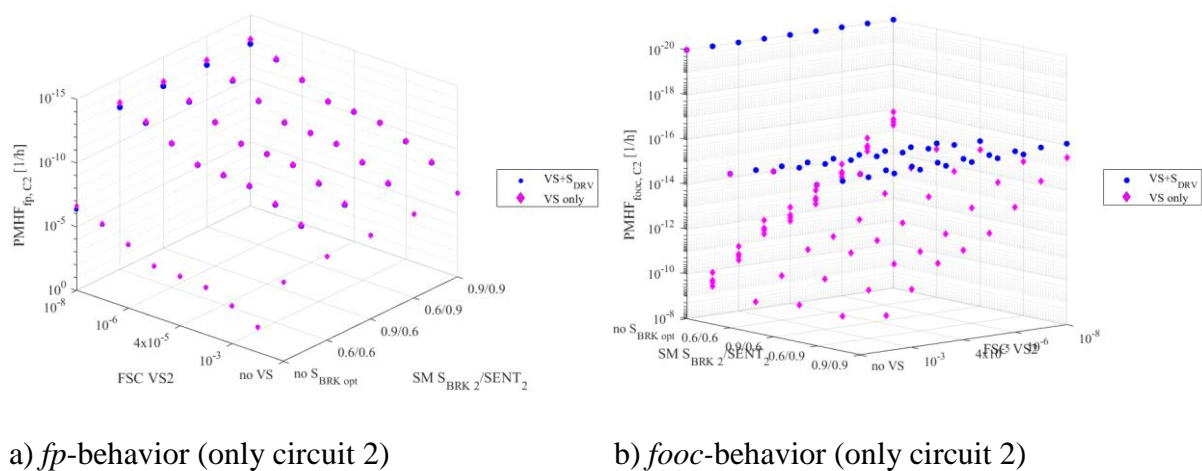 10^-15
10^-10
10^-5
10^0
PMHF_fp, C2 [1/h]
10^-8
10^-6
4x10^-5
10^-3
no VS
FSC VS2
no S_BRK opt
0.6/0.6
0.9/0.6
0.6/0.9
0.9/0.9
SM S_BRK 2/SENT_2
VS+S_DRV
VS only
10^-20
10^-18
10^-16
10^-14
10^-12
10^-10
10^-8
PMHF_fooc, C2 [1/h]
no S_BRK opt
0.6/0.6
0.9/0.6
0.6/0.9
0.9/0.9
SM S_BRK 2/SENT_2
no VS
10^-3
4x10^-5
10^-6
10^-8
FSC VS2
VS+S_DRV
VS only
a) fp-behavior (only circuit 2)
b) fooc-behavior (only circuit 2)